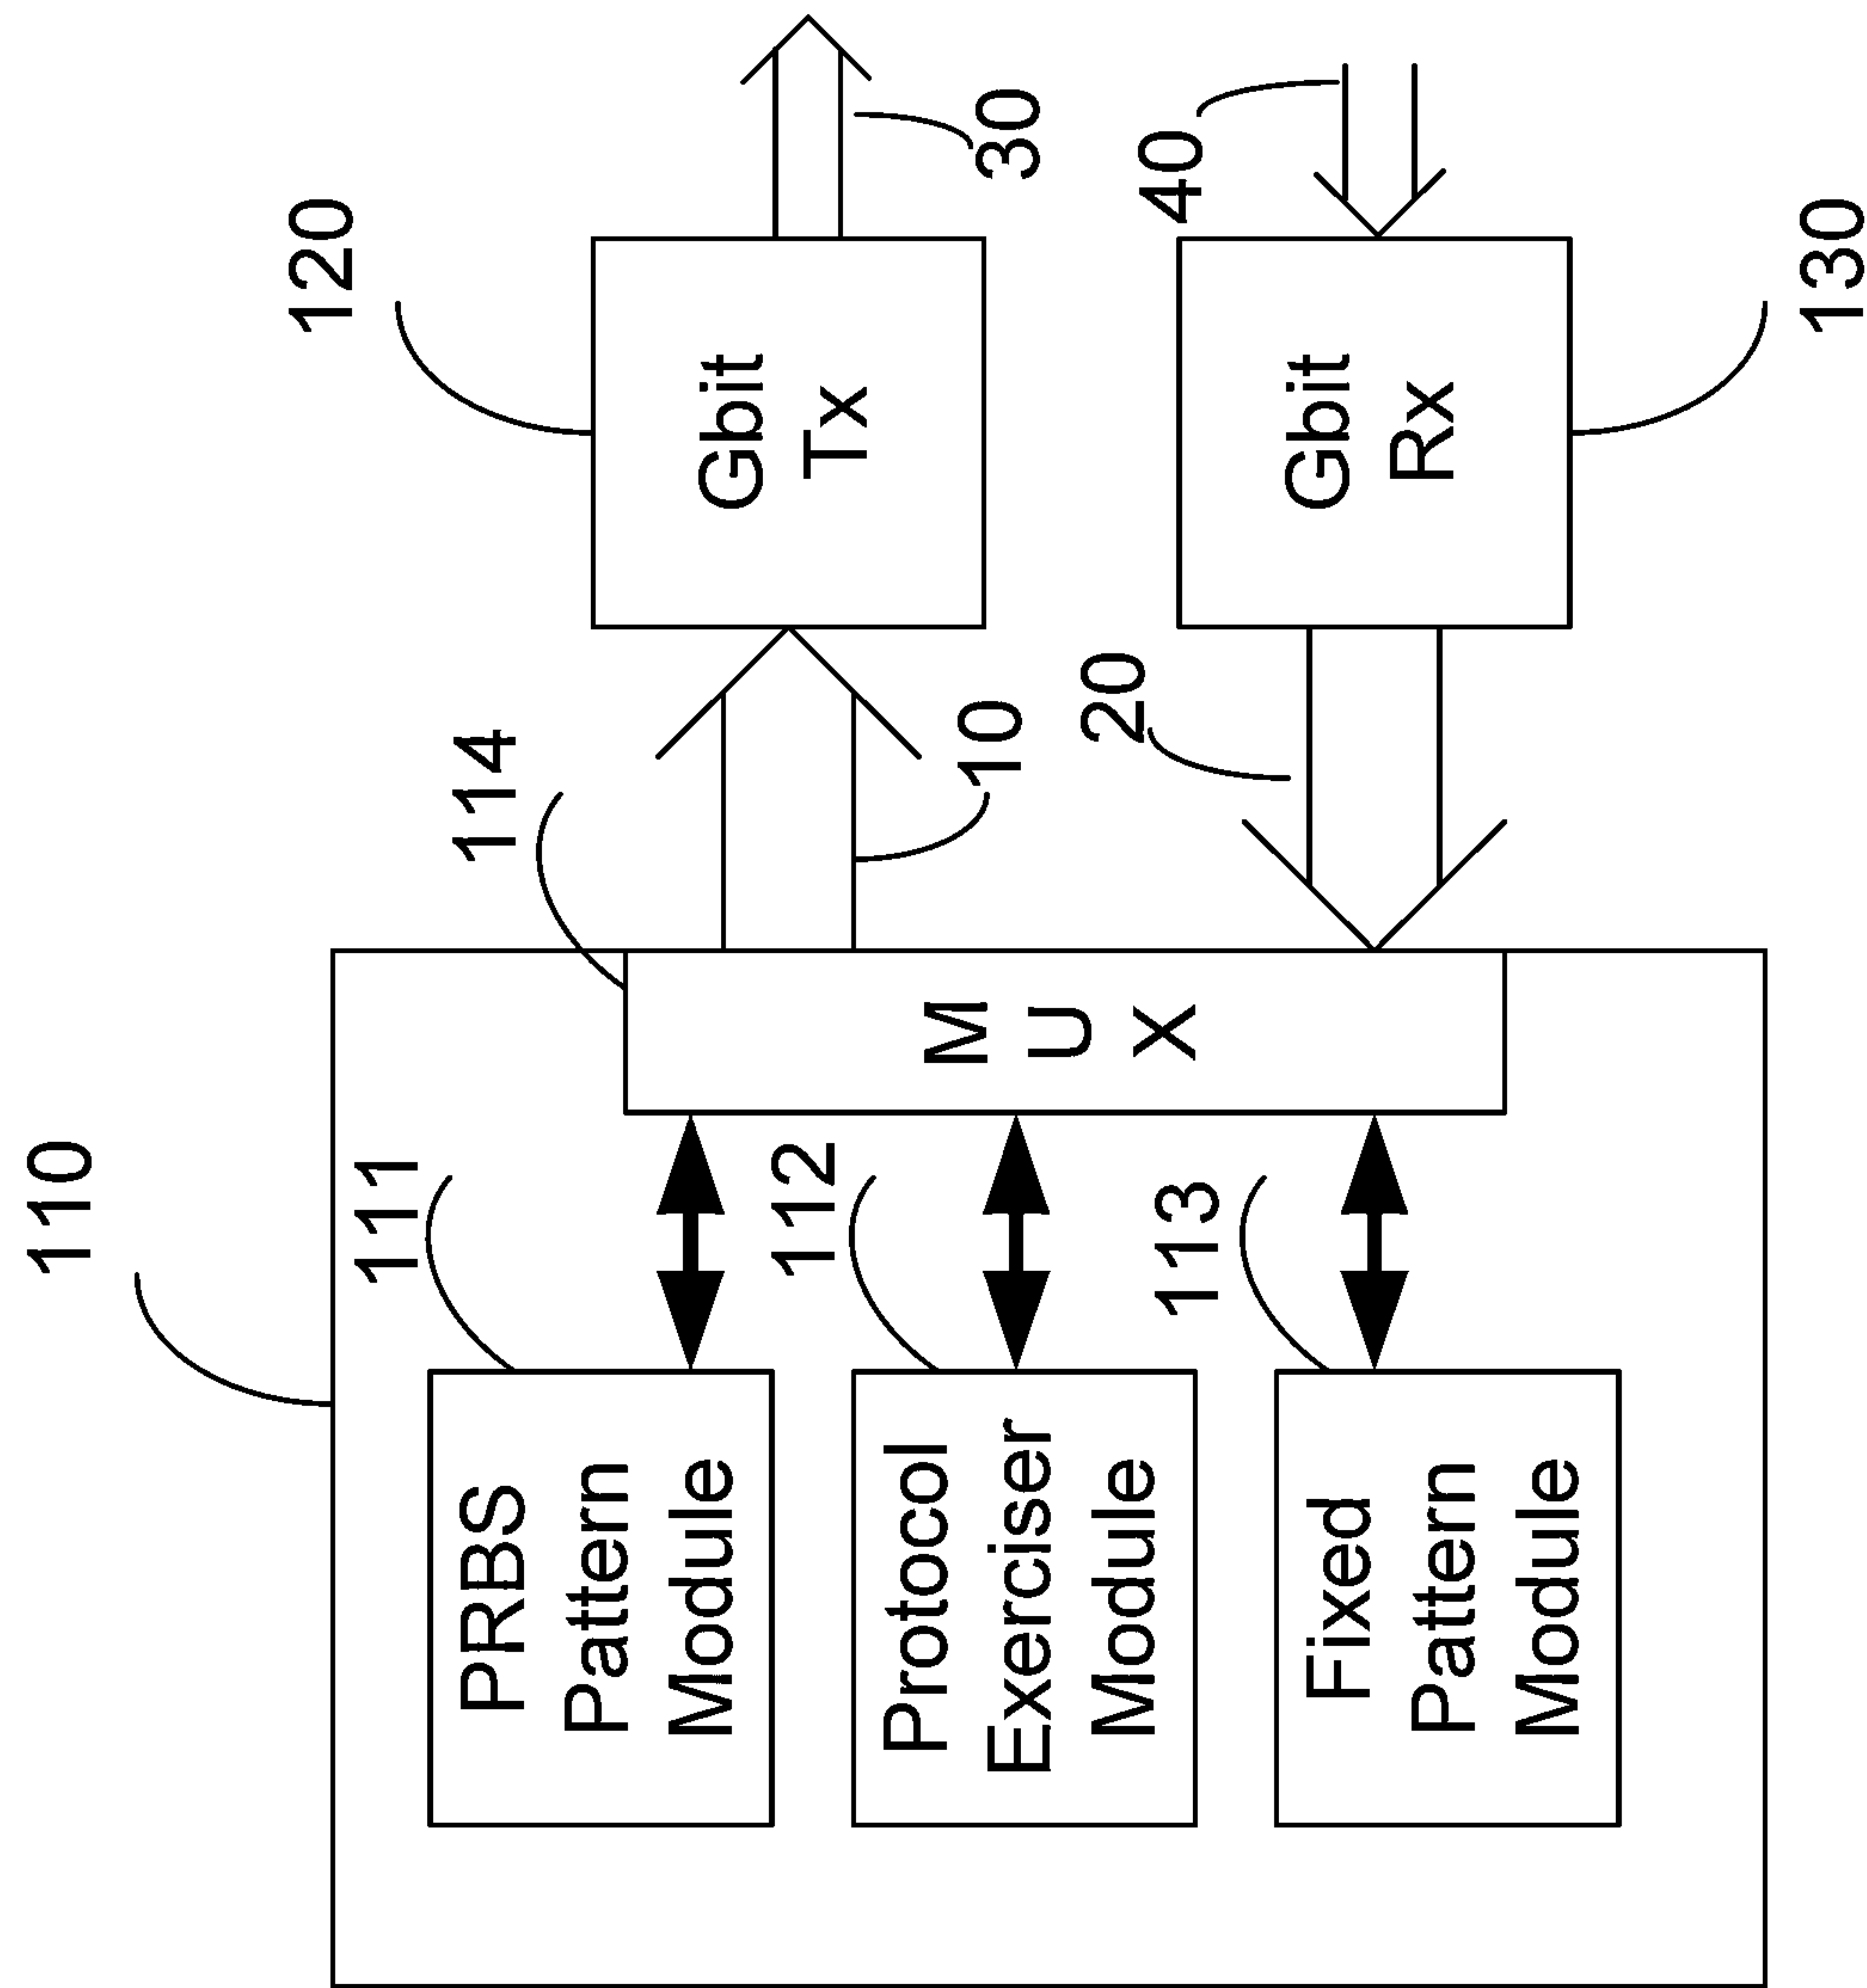 110
111
PRBS
Pattern
Module
112
Protocol
Exerciser
Module
113
Fixed
Pattern
Module
114
M
U
X
10
20
120
Gbit
Tx
30
40
Gbit
Rx
130